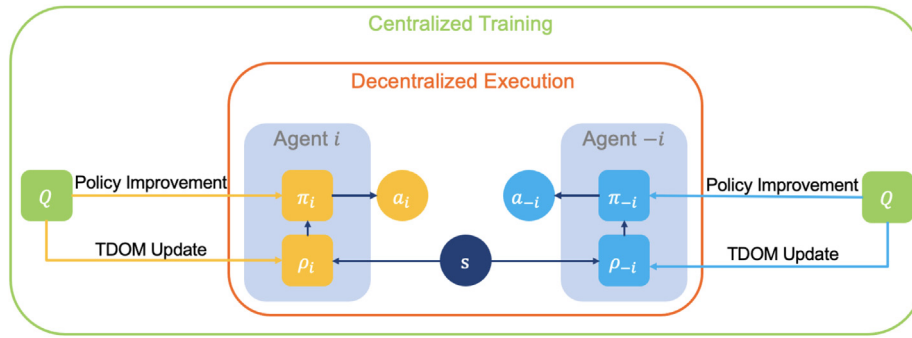 Centralized Training
Decentralized Execution
Agent i
Agent −i
Q
Policy Improvement
π_i
a_i
a_{−i}
π_{−i}
Policy Improvement
Q
TDOM Update
ρ_i
s
ρ_{−i}
TDOM Update